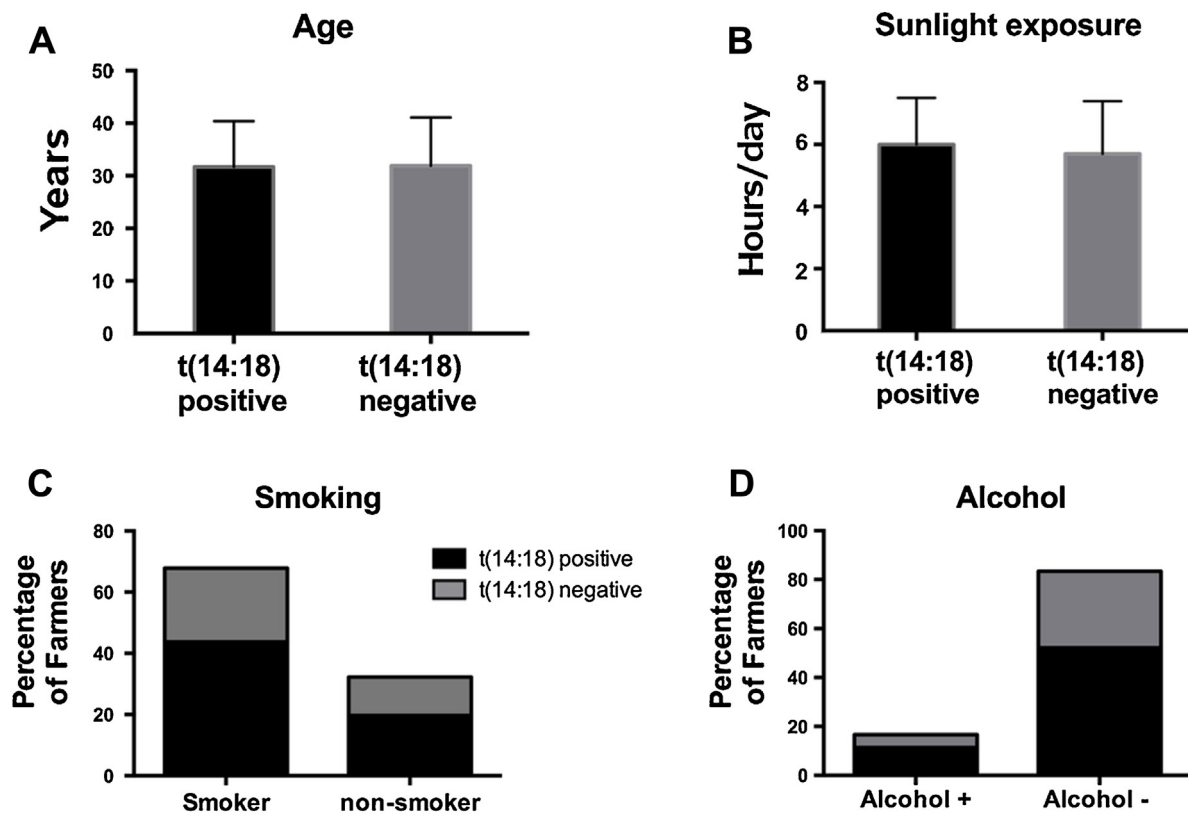 A
Age
Years
50
40
30
20
10
0
t(14:18)
positive
t(14:18)
negative
B
Sunlight exposure
Hours/day
8
6
4
2
0
t(14:18)
positive
t(14:18)
negative
C
Smoking
Percentage
of Farmers
80
60
40
20
0
Smoker
non-smoker
t(14:18) positive
t(14:18) negative
D
Alcohol
Percentage
of Farmers
100
80
60
40
20
0
Alcohol +
Alcohol -